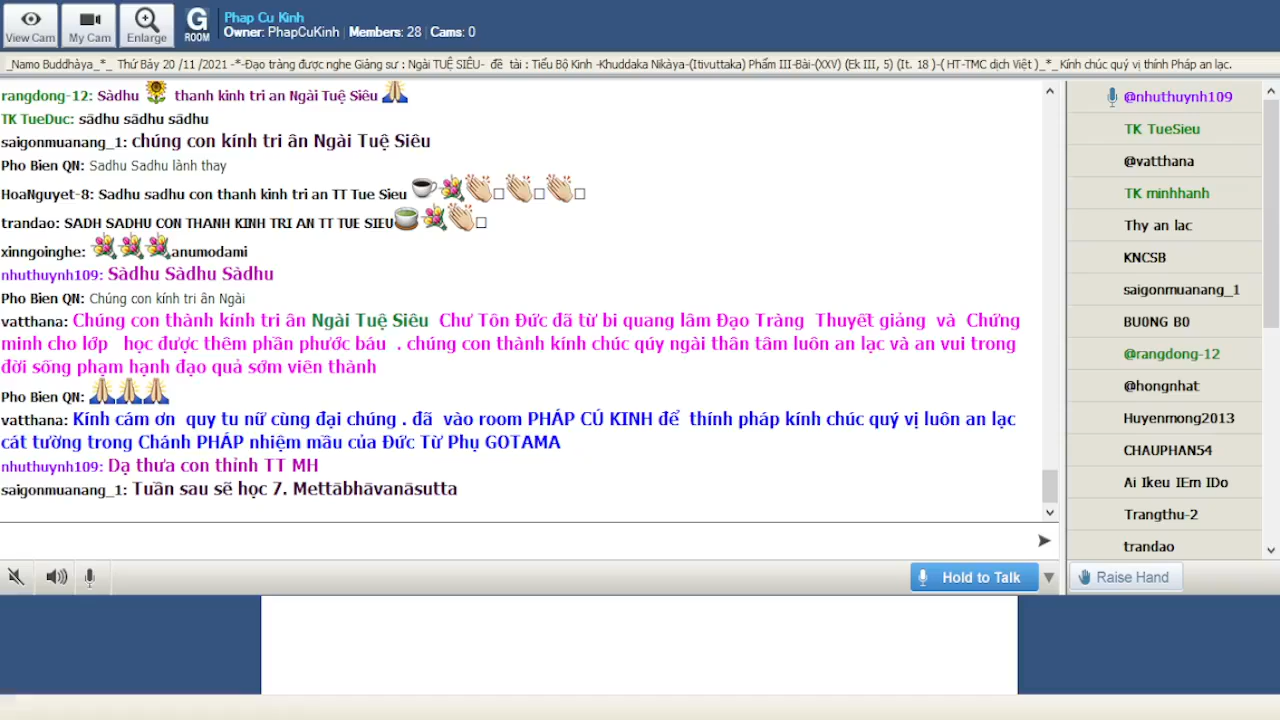 View Cam
My Cam
Enlarge
G
ROOM
Phap Cu Kinh
Owner: PhapCuKinh | Members: 28 | Cams: 0
_Namo Buddhàya_*_ Thứ Bảy 20 /11 /2021 -*-Đạo tràng được nghe Giảng sư : Ngài TUỆ SIÊU- đề tài : Tiểu Bộ Kinh -Khuddaka Nikàya-(Itivuttaka) Phẩm III-Bài-(XXV) (Ek III, 5) (It. 18 )-( HT-TMC dịch Việt )_*_ Kính chúc quý vị thính Pháp an lạc.
rangdong-12: Sàdhu thanh kinh tri an Ngài Tuệ Siêu
TK TueDuc: sādhu sādhu sādhu
saigonmuanang_1: chúng con kính tri ân Ngài Tuệ Siêu
Pho Bien QN: Sadhu Sadhu lành thay
HoaNguyet-8: Sadhu sadhu con thanh kinh tri an TT Tue Sieu
trandao: SADH SADHU CON THANH KINH TRI AN TT TUE SIEU
xinngoinghe: anumodami
nhuthuynh109: Sàdhu Sàdhu Sàdhu
Pho Bien QN: Chúng con kính tri ân Ngài
vatthana: Chúng con thành kính tri ân Ngài Tuệ Siêu Chư Tôn Đức đã từ bi quang lâm Đạo Tràng Thuyết giảng và Chứng
minh cho lớp học được thêm phần phước báu . chúng con thành kính chúc qúy ngài thân tâm luôn an lạc và an vui trong
đời sống phạm hạnh đạo quả sớm viên thành
Pho Bien QN:
vatthana: Kính cám ơn quy tu nữ cùng đại chúng . đã vào room PHÁP CÚ KINH để thính pháp kính chúc quý vị luôn an lạc
cát tường trong Chánh PHÁP nhiệm mầu của Đức Từ Phụ GOTAMA
nhuthuynh109: Dạ thưa con thỉnh TT MH
saigonmuanang_1: Tuần sau sẽ học 7. Mettābhāvanāsutta
@nhuthuynh109
TK TueSieu
@vatthana
TK minhhanh
Thy an lac
KNCSB
saigonmuanang_1
BU0NG B0
@rangdong-12
@hongnhat
Huyenmong2013
CHAUPHAN54
Ai Ikeu IEm IDo
Trangthu-2
trandao
Hold to Talk
Raise Hand